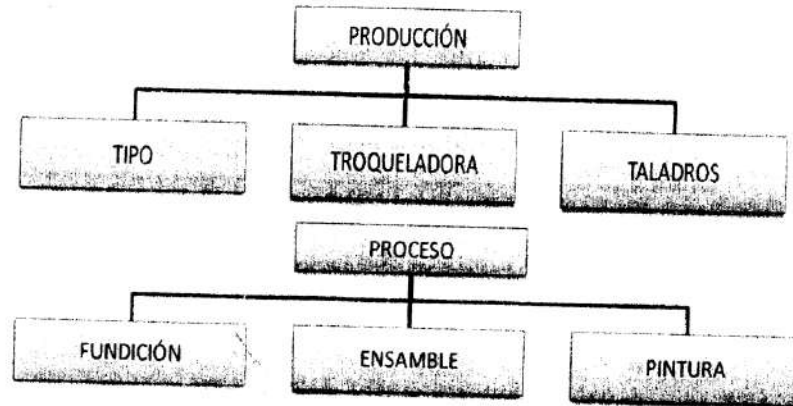 PRODUCCIÓN
TIPO
TROQUELADORA
TALADROS
PROCESO
FUNDICIÓN
ENSAMBLE
PINTURA